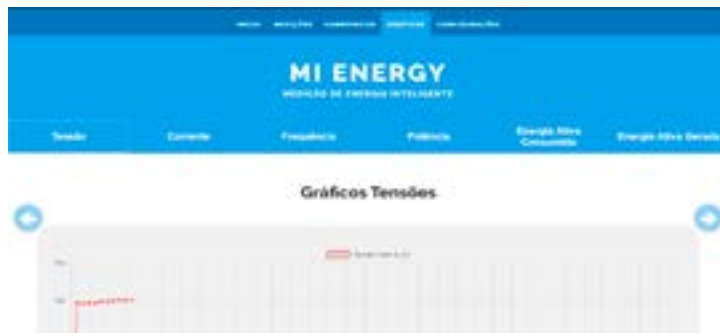 INÍCIO MEDIÇÕES GRÁFICOS CONFIGURAÇÕES
MI ENERGY
MEDIÇÃO DE ENERGIA INTELIGENTE
Tensão Corrente Frequência Potência Energia Ativa Consumida Energia Ativa Gerada
Gráficos Tensões